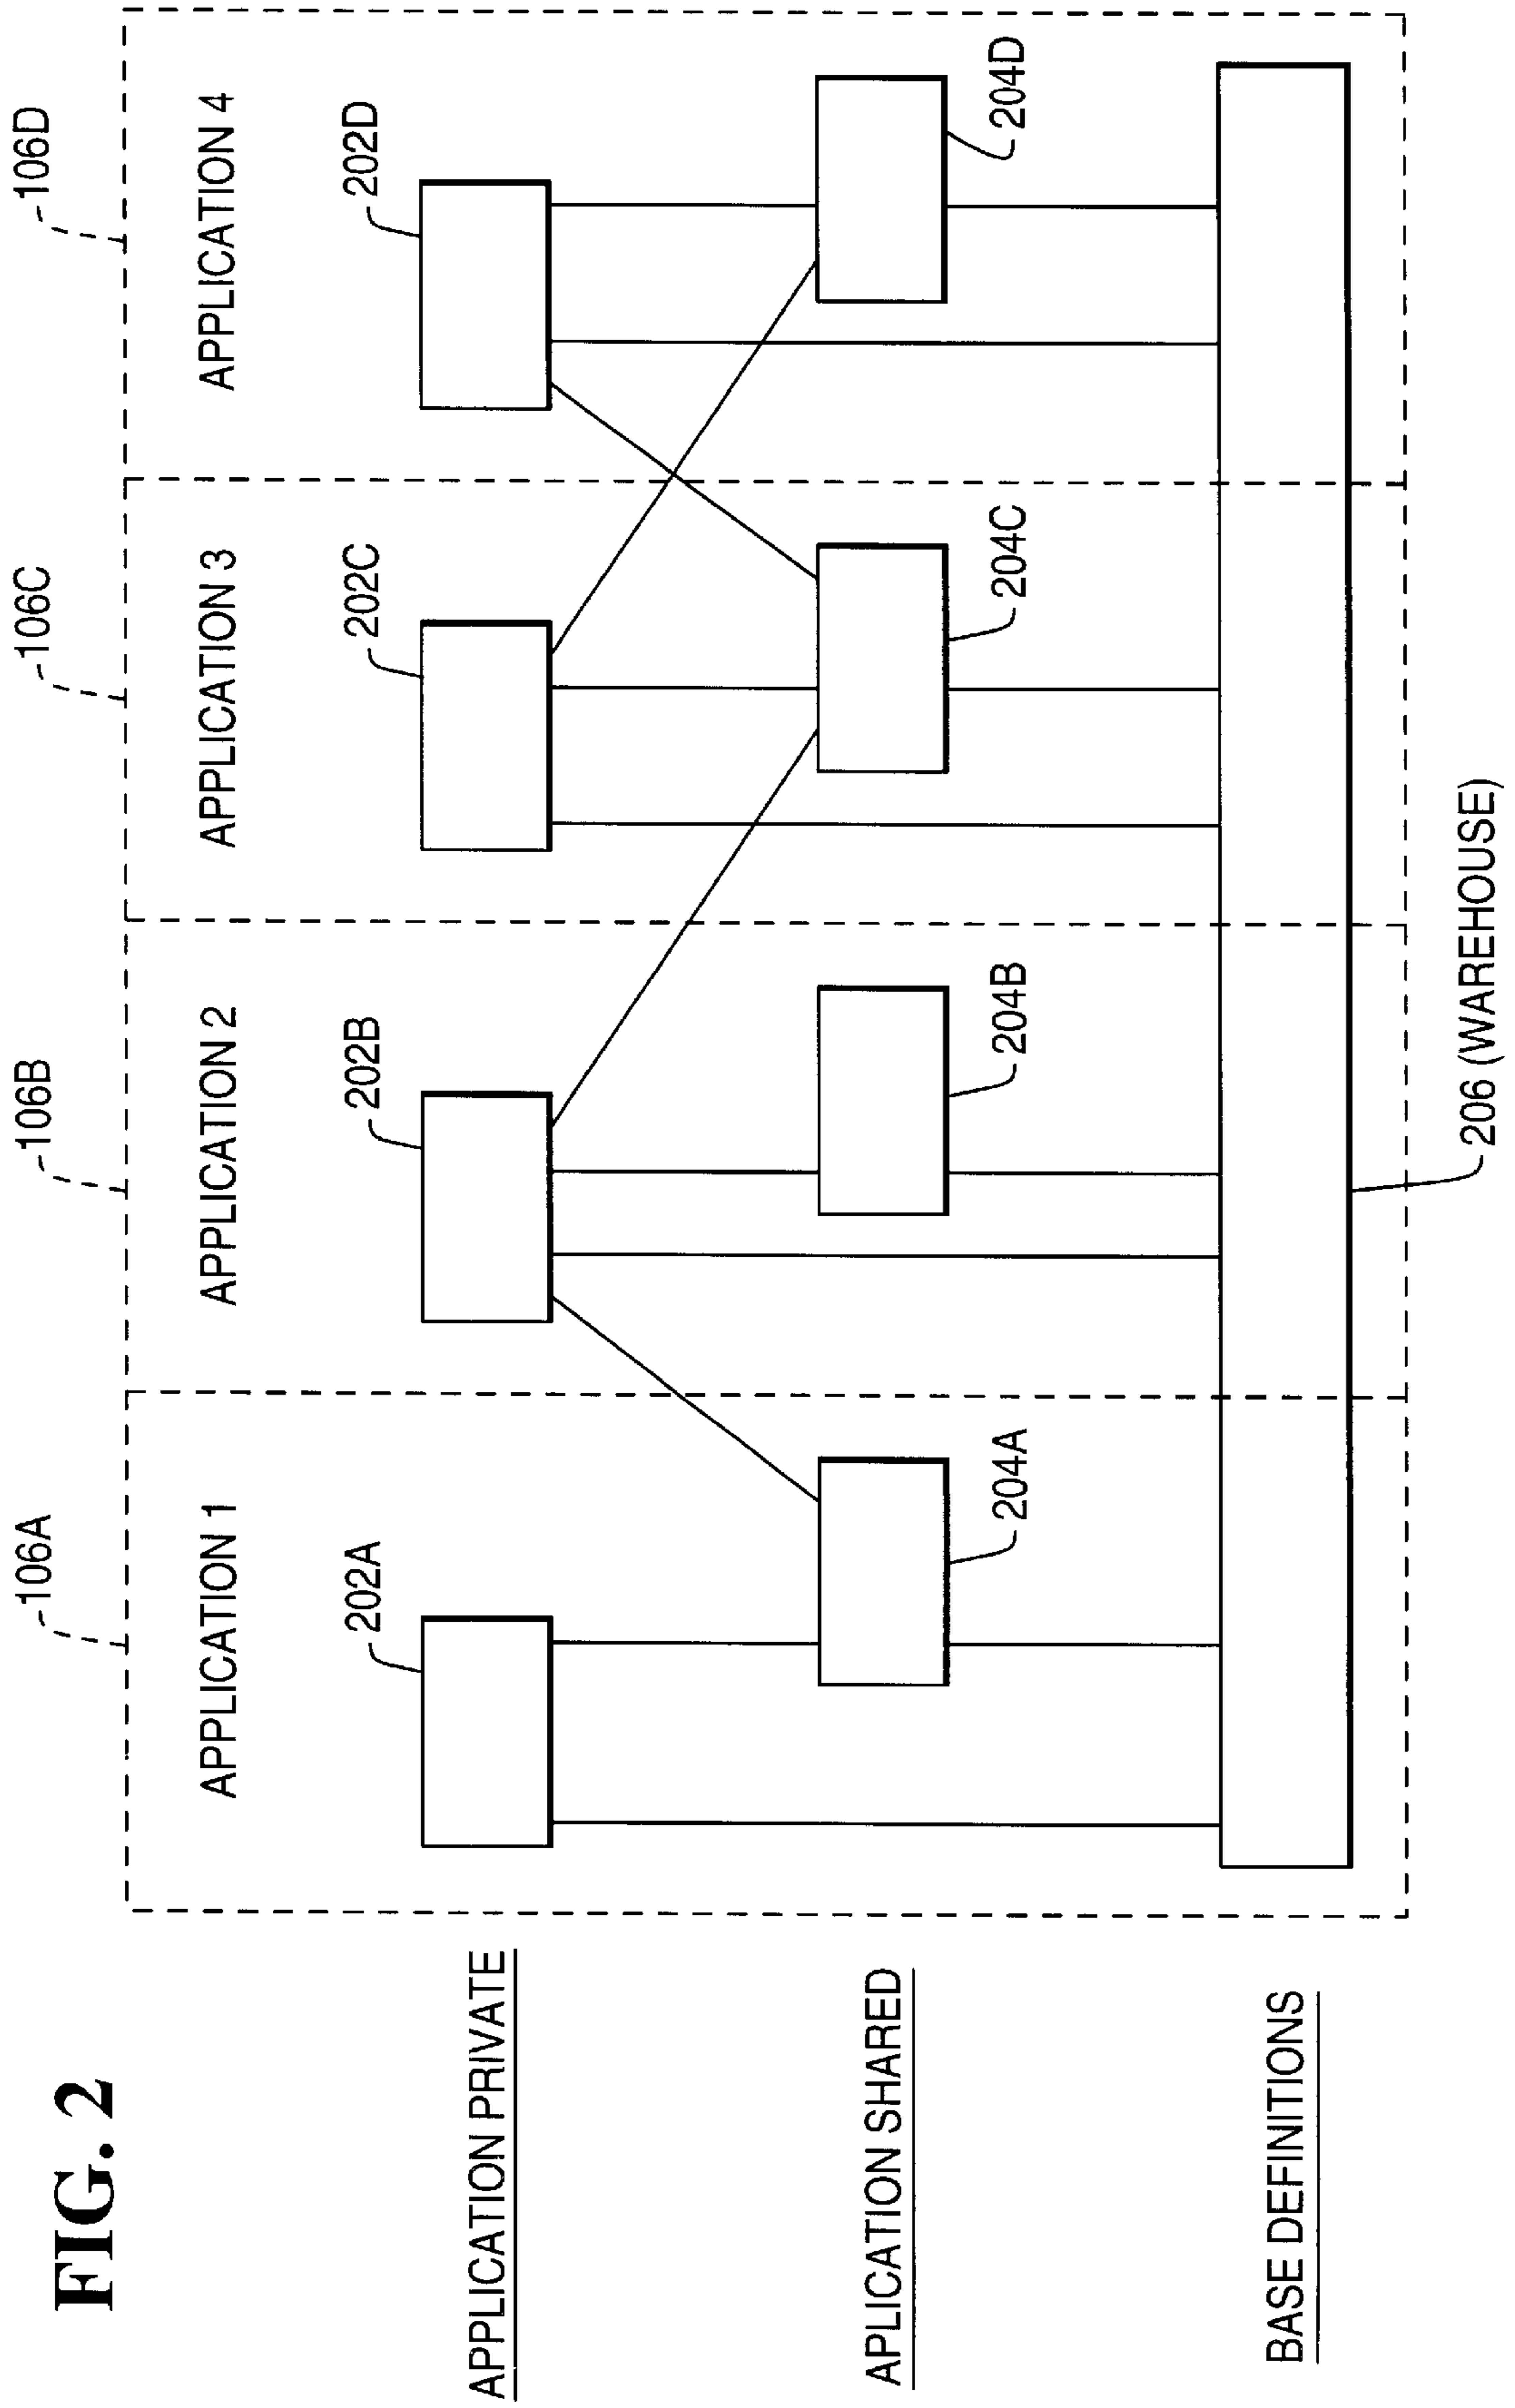 FIG. 2
106A
106B
106C
106D
APPLICATION 1
APPLICATION 2
APPLICATION 3
APPLICATION 4
202A
202B
202C
202D
APPLICATION PRIVATE
APLICATION SHARED
204A
204B
204C
204D
BASE DEFINITIONS
206 (WAREHOUSE)